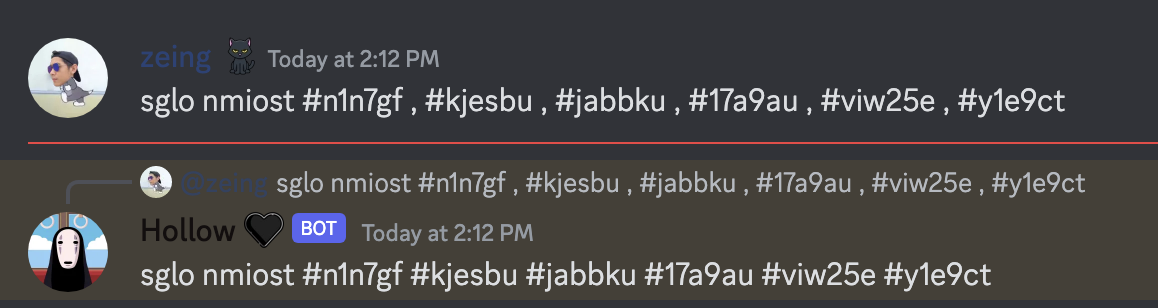 zeing Today at 2:12 PM
sglo nmiost #n1n7gf , #kjesbu , #jabbku , #17a9au , #viw25e , #y1e9ct
@zeing sglo nmiost #n1n7gf , #kjesbu , #jabbku , #17a9au , #viw25e , #y1e9ct
Hollow BOT Today at 2:12 PM
sglo nmiost #n1n7gf #kjesbu #jabbku #17a9au #viw25e #y1e9ct